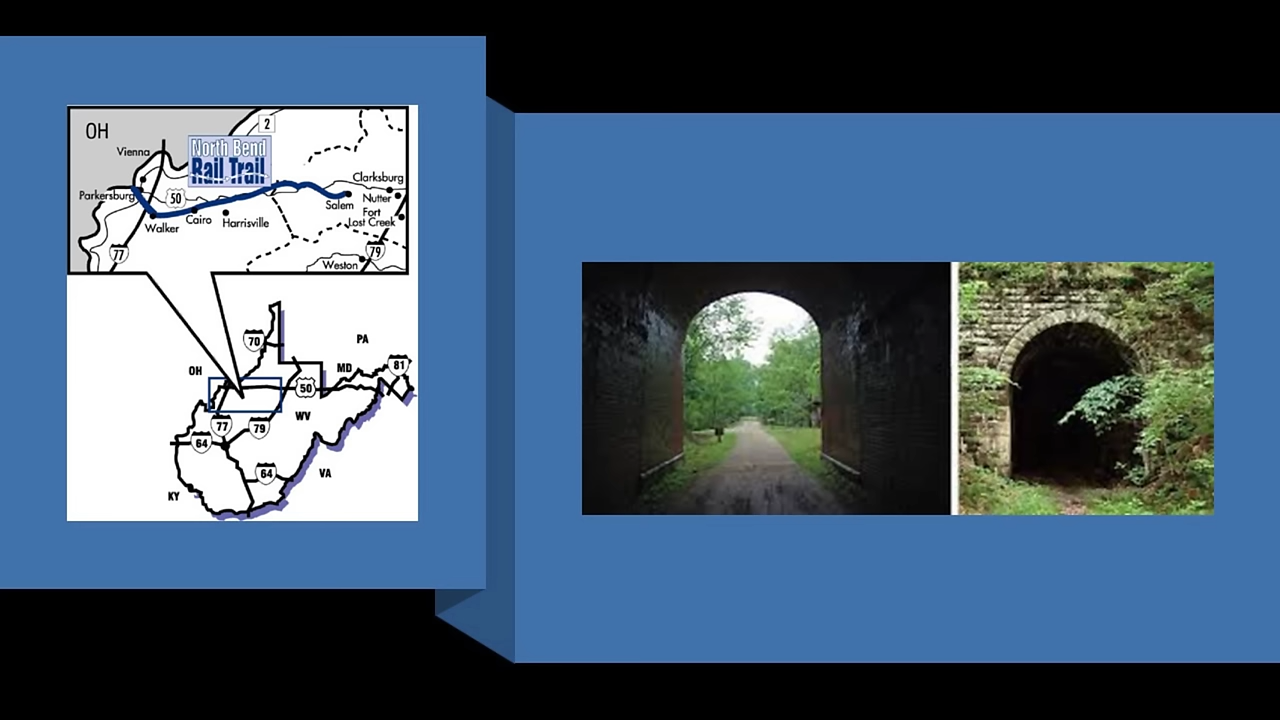 OH
2
Vienna
North Bend
Rail Trail
Parkersburg
50
Clarksburg
Nutter
Fort
Lost Creek
Salem
Cairo
Harrisville
Walker
77
79
Weston
70
PA
OH
MD
81
50
WV
77
79
64
64
VA
KY